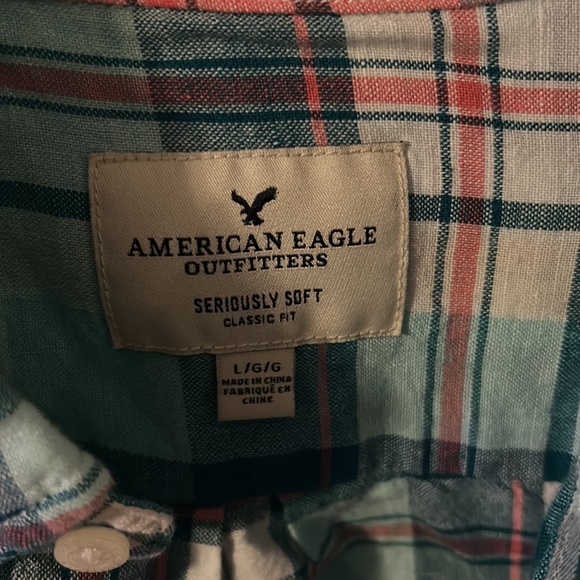 AMERICAN EAGLE
OUTFITTERS
SERIOUSLY SOFT
CLASSIC FIT
L/G/G
MADE IN CHINA
FABRIQUÉ EN
CHINE